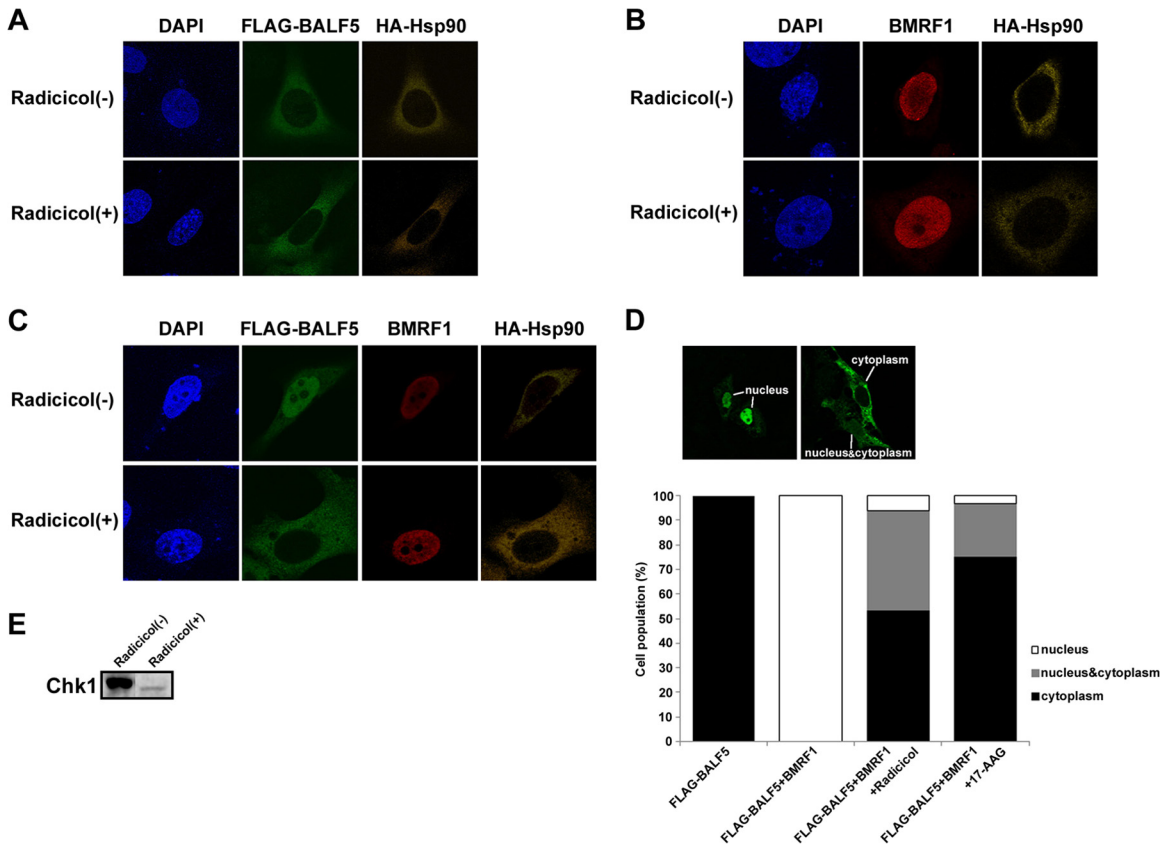 A
DAPI FLAG-BALF5 HA-Hsp90
Radicicol(-)
Radicicol(+)
B
DAPI BMRF1 HA-Hsp90
Radicicol(-)
Radicicol(+)
C
DAPI FLAG-BALF5 BMRF1 HA-Hsp90
Radicicol(-)
Radicicol(+)
D
nucleus
cytoplasm
nucleus&cytoplasm
Cell population (%)
100
90
80
70
60
50
40
30
20
10
0
FLAG-BALF5
FLAG-BALF5+BMRF1
FLAG-BALF5+BMRF1
+Radicicol
FLAG-BALF5+BMRF1
+17-AAG
nucleus
nucleus&cytoplasm
cytoplasm
E
Radicicol(-)
Radicicol(+)
Chk1